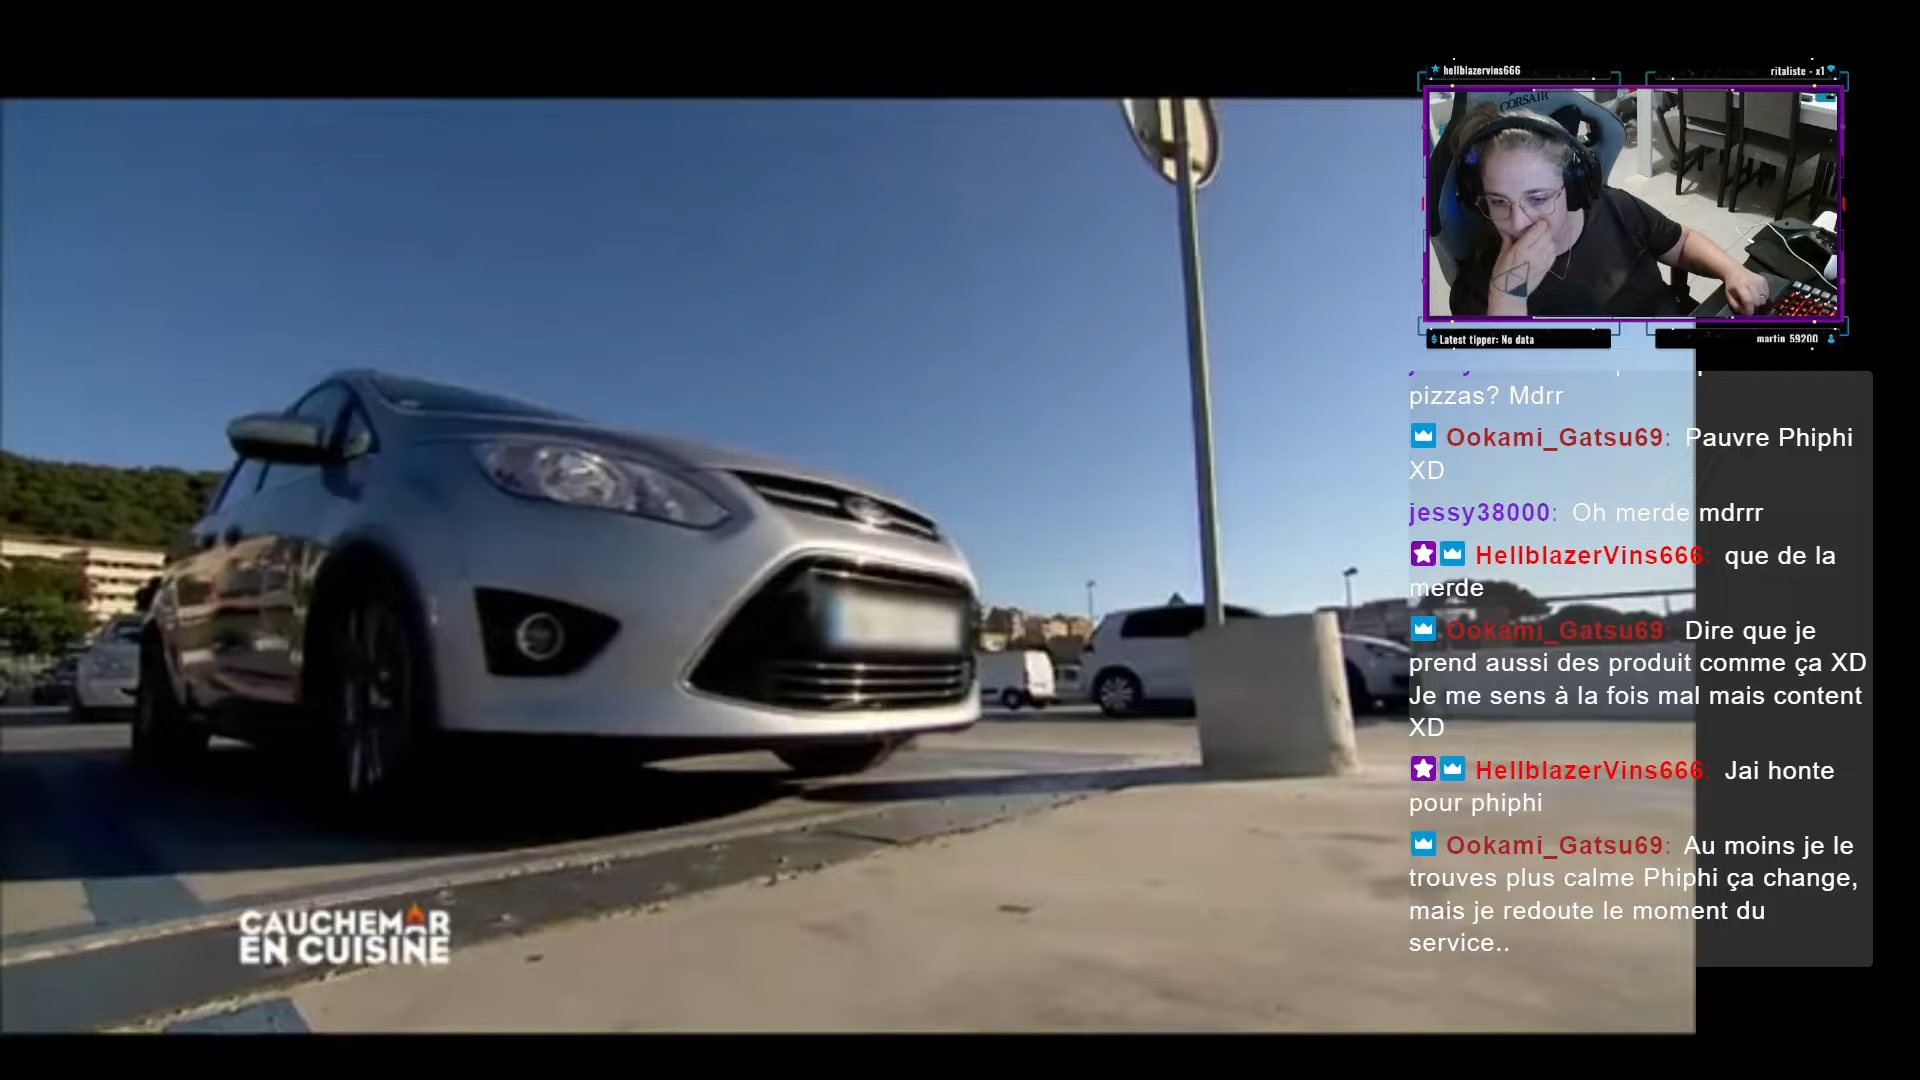 hellblazervins666
ritaliste - x1
CORSAIR
$ Latest tipper: No data
martin_59200
pizzas? Mdrr
Ookami_Gatsu69: Pauvre Phiphi
XD
jessy38000: Oh merde mdrrr
HellblazerVins666: que de la
merde
Ookami_Gatsu69: Dire que je
prend aussi des produit comme ça XD
Je me sens à la fois mal mais content
XD
HellblazerVins666: Jai honte
pour phiphi
Ookami_Gatsu69: Au moins je le
trouves plus calme Phiphi ça change,
mais je redoute le moment du
service..
CAUCHEMAR
EN CUISINE